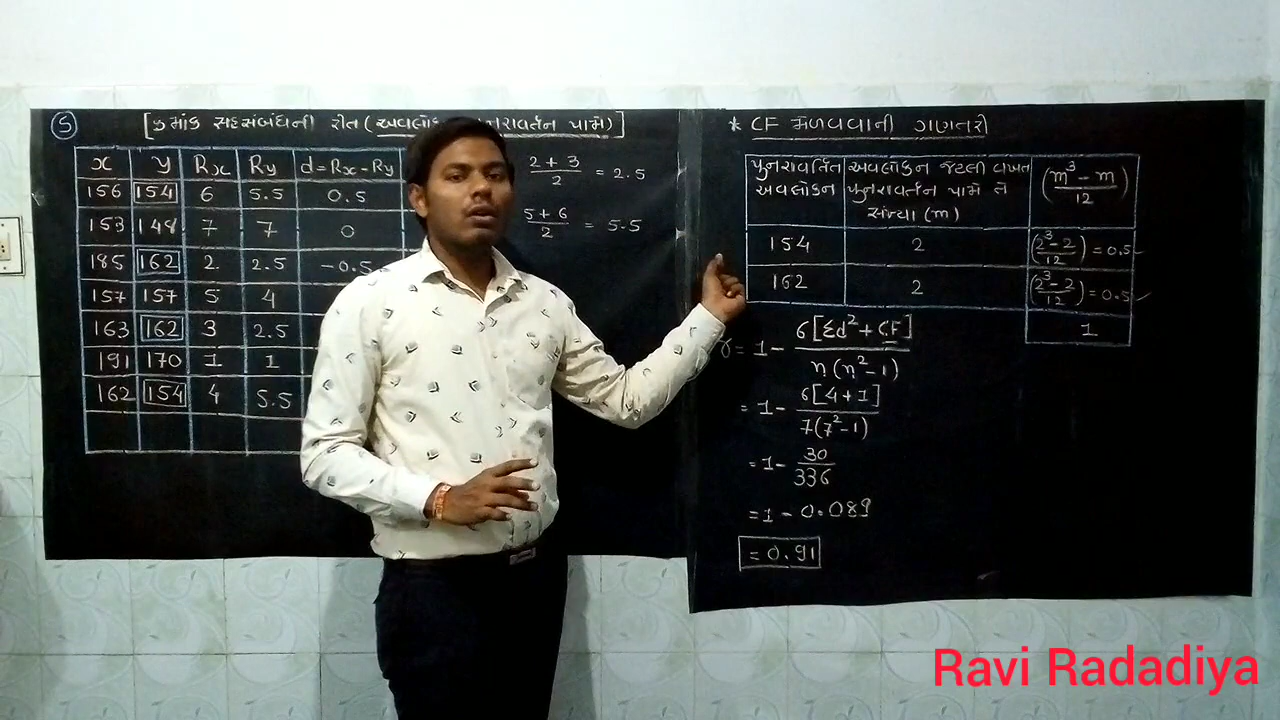 5
[ક્રમાંક સહસંબંધની રીત (અવલોક પુનરાવર્તન પામે)]
x y Rx Ry d=Rx-Ry
156 154 6 5.5 0.5
153 148 7 7 0
185 162 2 2.5 -0.5
157 157 5 4
163 162 3 2.5
191 170 1 1
162 154 4 5.5
2+3/2 = 2.5
5+6/2 = 5.5
* CF મેળવવાની ગણતરી
પુનરાવર્તિત અવલોકન જેટલી વખત
અવલોકન પુનરાવર્તન પામે તે
સંખ્યા (m)
(m³-m/12)
154 2 (2³-2/12) = 0.5
162 2 (2³-2/12) = 0.5
1
r = 1 - 6[Σd²+CF]/n(n²-1)
= 1 - 6[4+1]/7(7²-1)
= 1 - 30/336
= 1 - 0.089
= 0.91
Ravi Radadiya